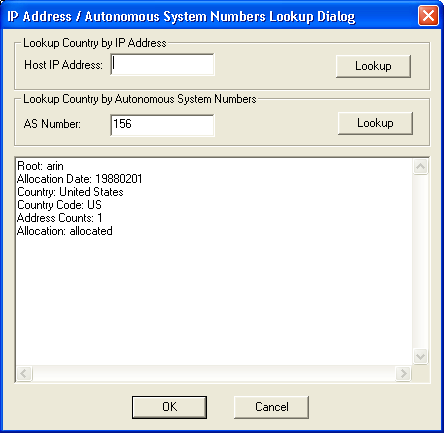 IP Address / Autonomous System Numbers Lookup Dialog
Lookup Country by IP Address
Host IP Address:
Lookup
Lookup Country by Autonomous System Numbers
AS Number: 156
Lookup
Root: arin
Allocation Date: 19880201
Country: United States
Country Code: US
Address Counts: 1
Allocation: allocated
OK Cancel